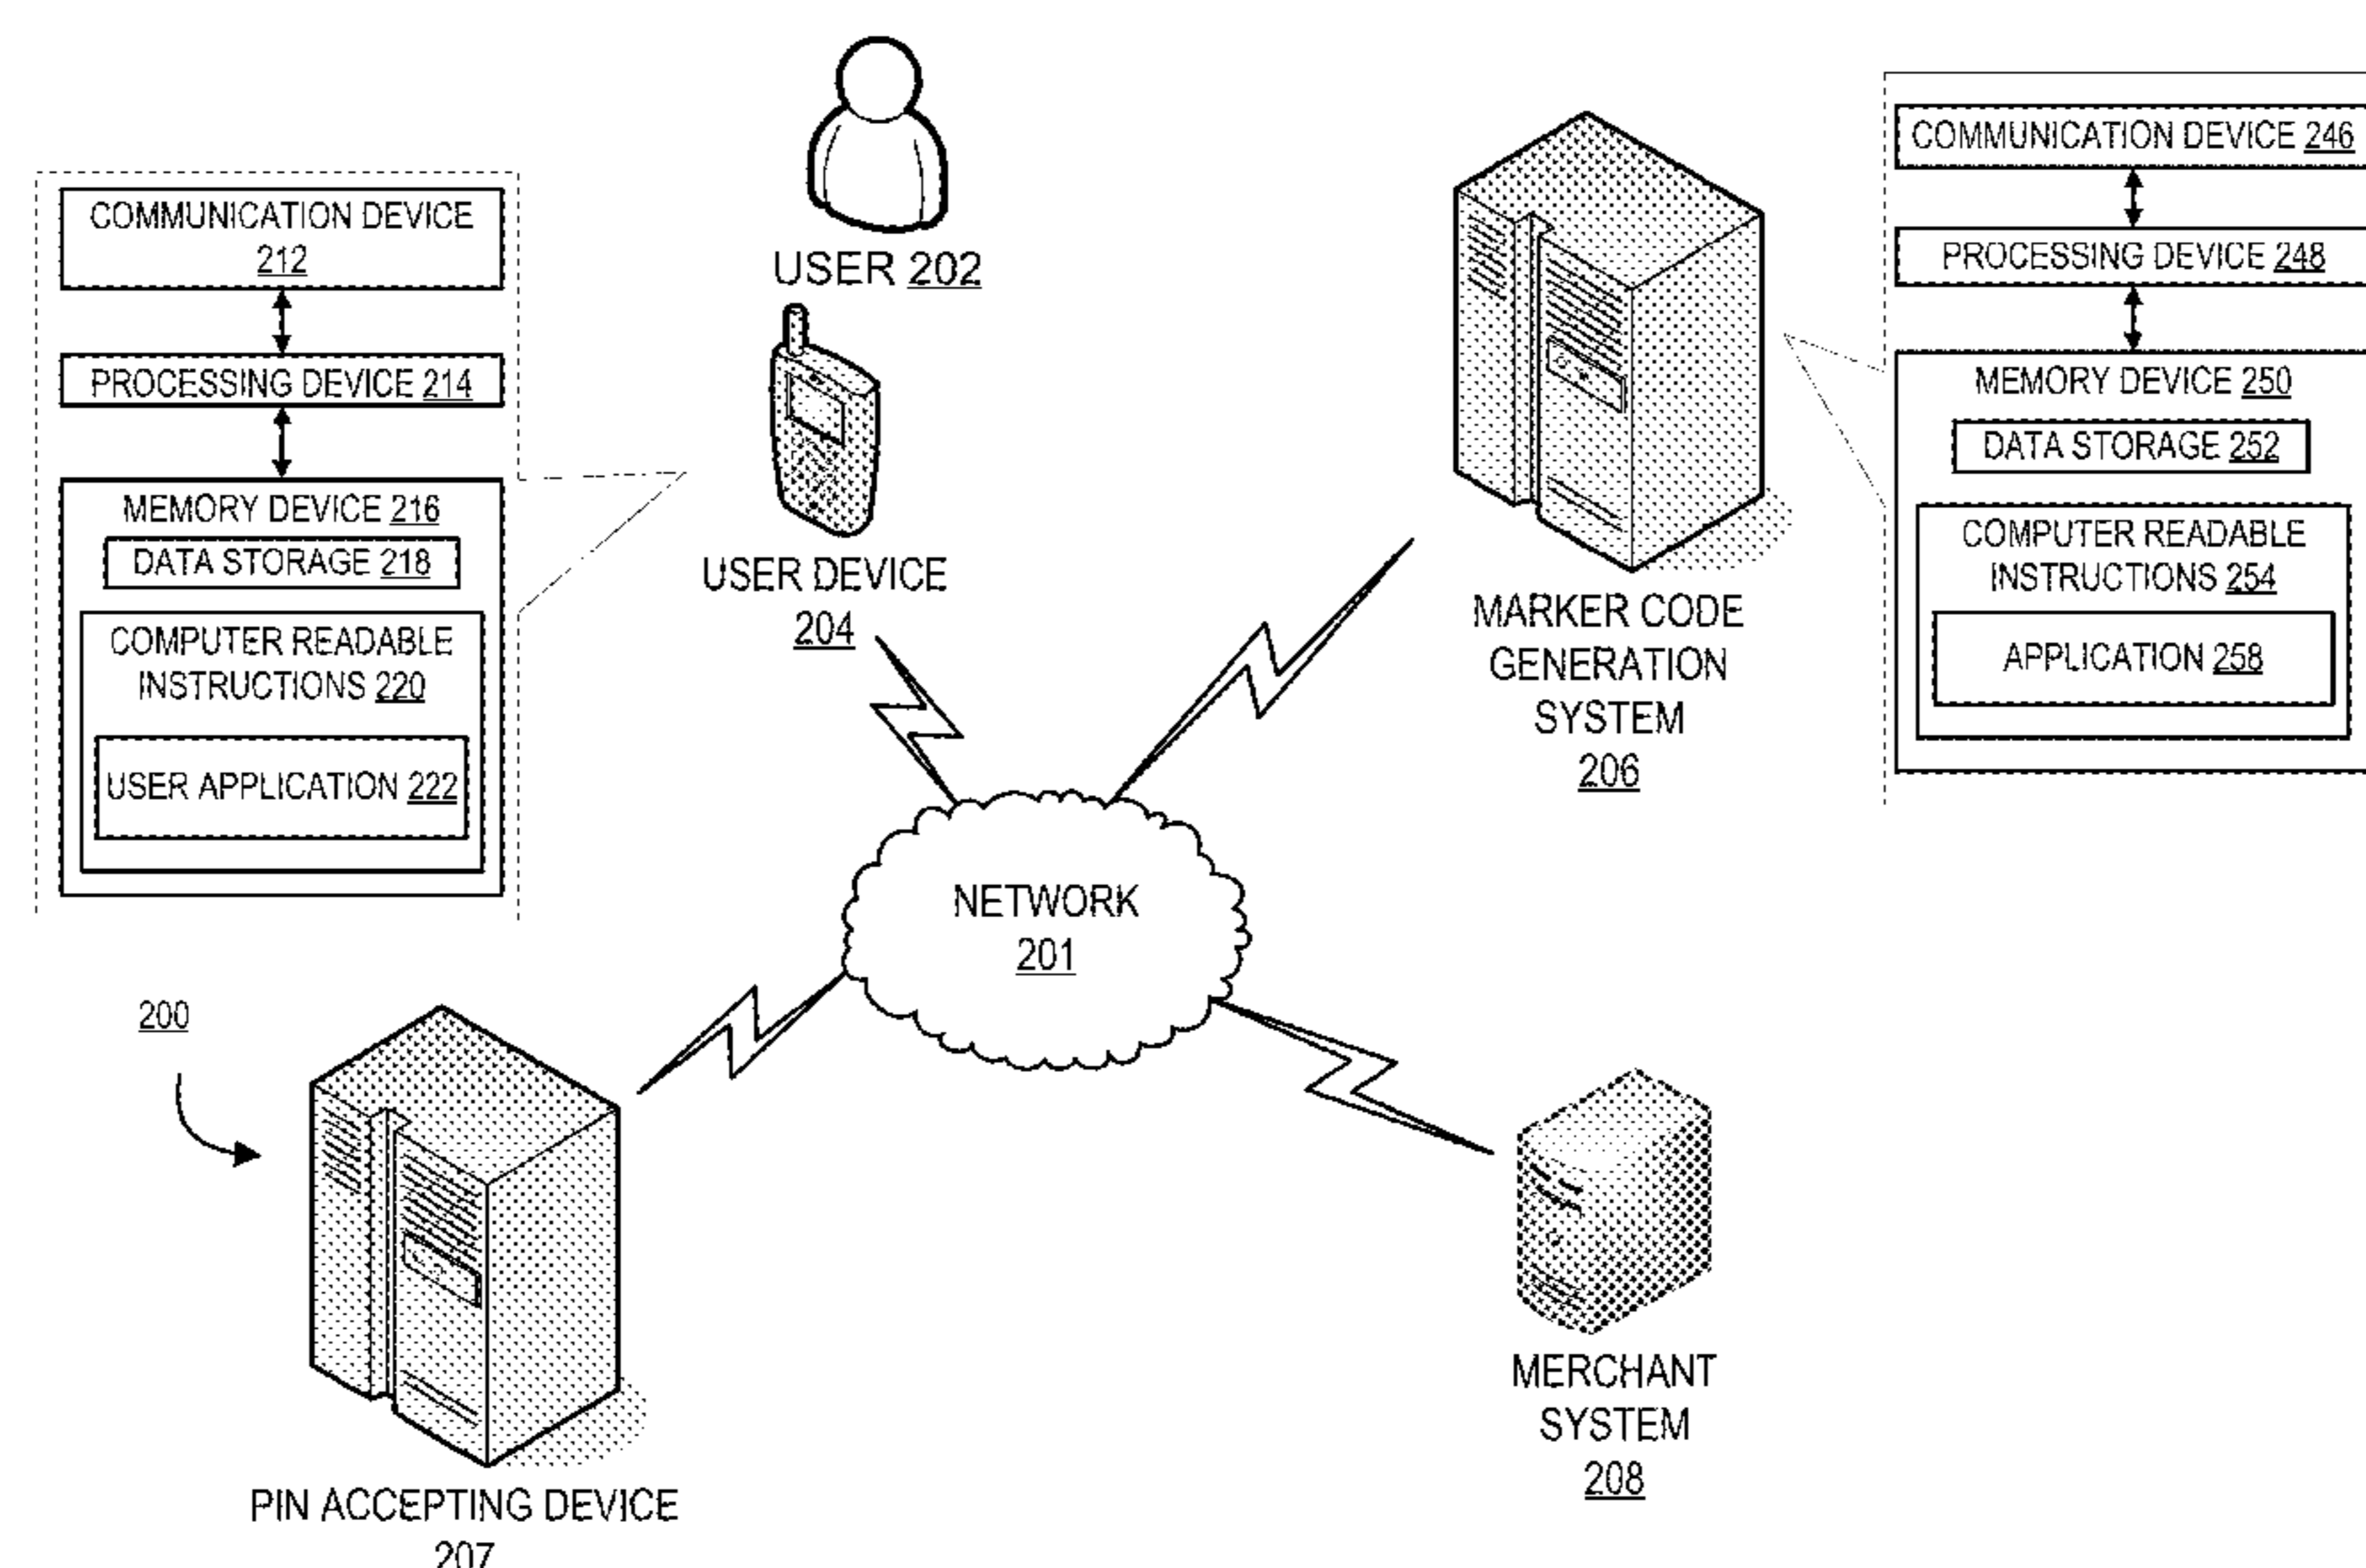 COMMUNICATION DEVICE
212
PROCESSING DEVICE 214
MEMORY DEVICE 216
DATA STORAGE 218
COMPUTER READABLE
INSTRUCTIONS 220
USER APPLICATION 222
USER 202
USER DEVICE
204
MARKER CODE
GENERATION
SYSTEM
206
COMMUNICATION DEVICE 246
PROCESSING DEVICE 248
MEMORY DEVICE 250
DATA STORAGE 252
COMPUTER READABLE
INSTRUCTIONS 254
APPLICATION 258
NETWORK
201
200
PIN ACCEPTING DEVICE
207
MERCHANT
SYSTEM
208